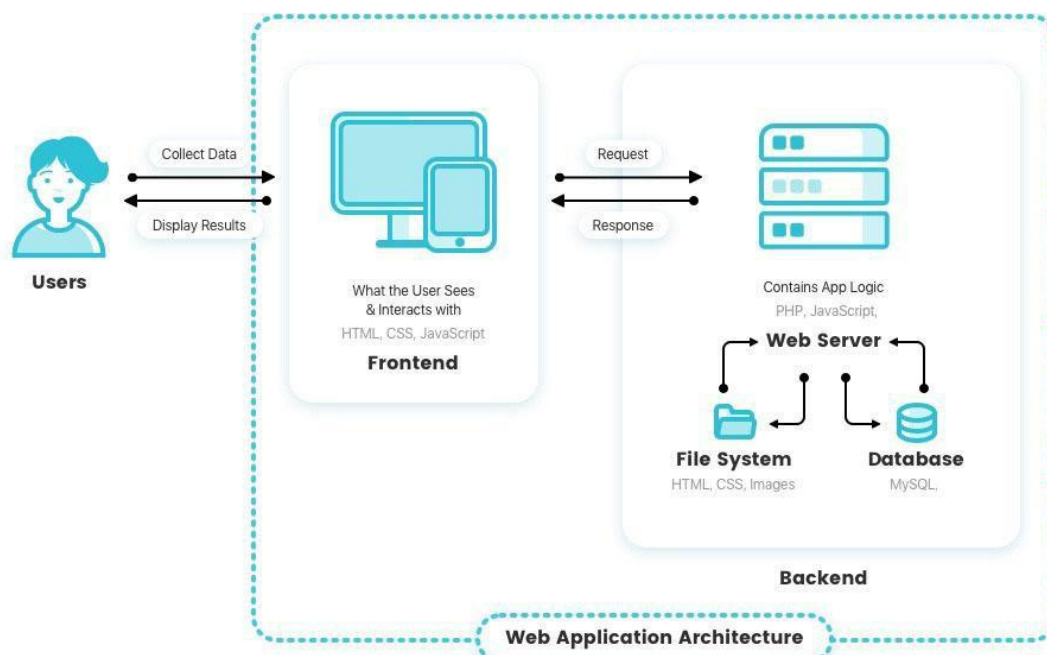 Collect Data
Display Results
Users
What the User Sees
& Interacts with
HTML, CSS, JavaScript
Frontend
Request
Response
Contains App Logic
PHP, JavaScript,
Web Server
File System
HTML, CSS, Images
Database
MySQL,
Backend
Web Application Architecture